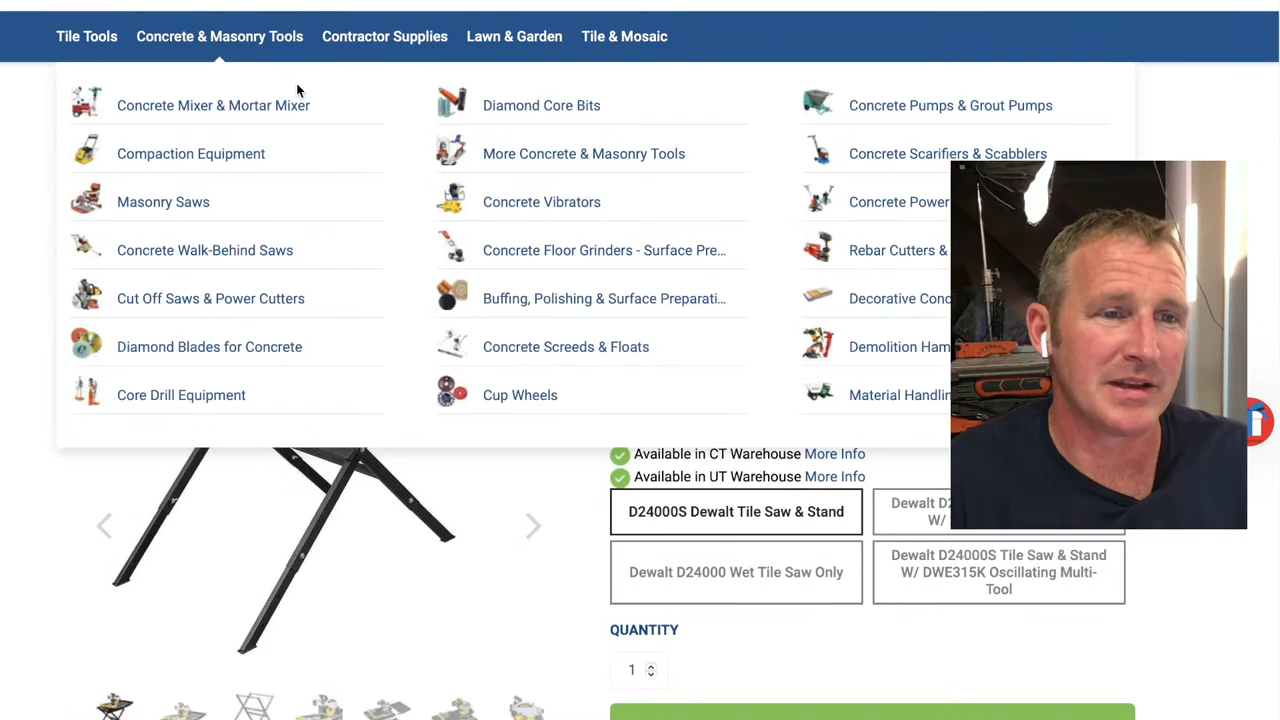 Tile Tools
Concrete & Masonry Tools
Contractor Supplies
Lawn & Garden
Tile & Mosaic
Concrete Mixer & Mortar Mixer
Compaction Equipment
Masonry Saws
Concrete Walk-Behind Saws
Cut Off Saws & Power Cutters
Diamond Blades for Concrete
Core Drill Equipment
Diamond Core Bits
More Concrete & Masonry Tools
Concrete Vibrators
Concrete Floor Grinders - Surface Pre...
Buffing, Polishing & Surface Preparati...
Concrete Screeds & Floats
Cup Wheels
Concrete Pumps & Grout Pumps
Concrete Scarifiers & Scabblers
Concrete Power
Rebar Cutters &
Decorative Conc
Demolition Ham
Material Handlin
Available in CT Warehouse More Info
Available in UT Warehouse More Info
D24000S Dewalt Tile Saw & Stand
Dewalt D
W/
Dewalt D24000 Wet Tile Saw Only
Dewalt D24000S Tile Saw & Stand
W/ DWE315K Oscillating Multi-
Tool
QUANTITY
1